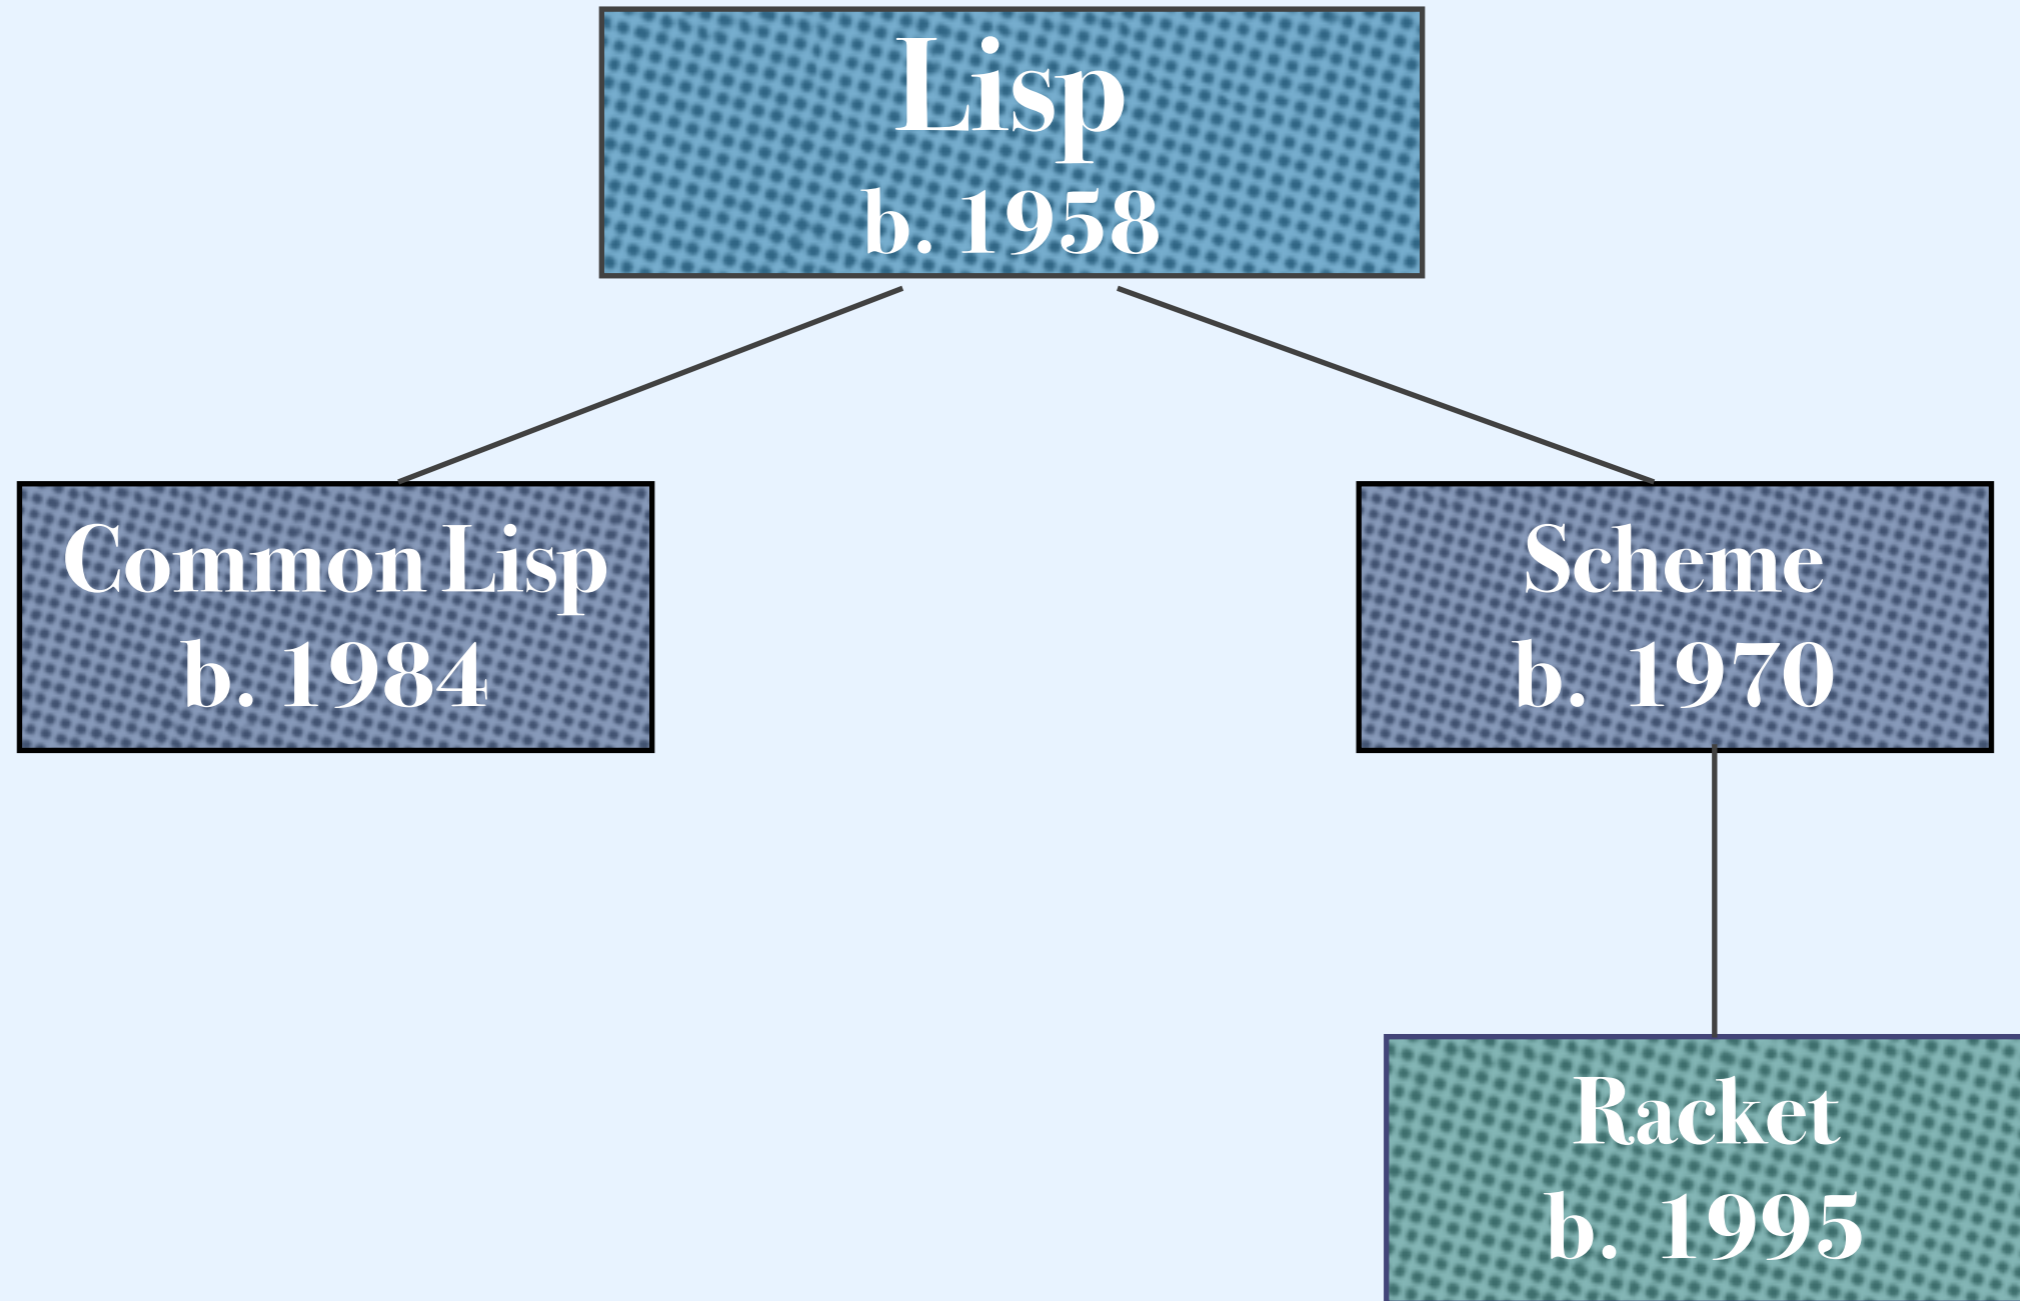 Lisp
b. 1958
Common Lisp
b. 1984
Scheme
b. 1970
Racket
b. 1995